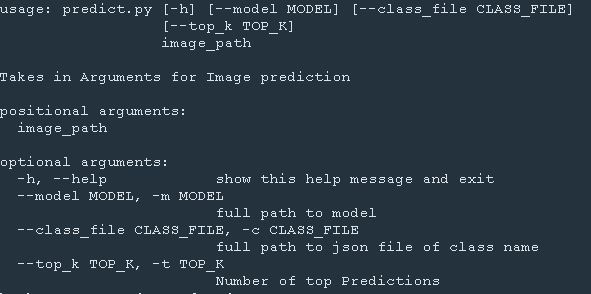 usage: predict.py [-h] [--model MODEL] [--class_file CLASS_FILE]
[--top_k TOP_K]
image_path
Takes in Arguments for Image prediction
positional arguments:
image_path
optional arguments:
-h, --help show this help message and exit
--model MODEL, -m MODEL
full path to model
--class_file CLASS_FILE, -c CLASS_FILE
full path to json file of class name
--top_k TOP_K, -t TOP_K
Number of top Predictions